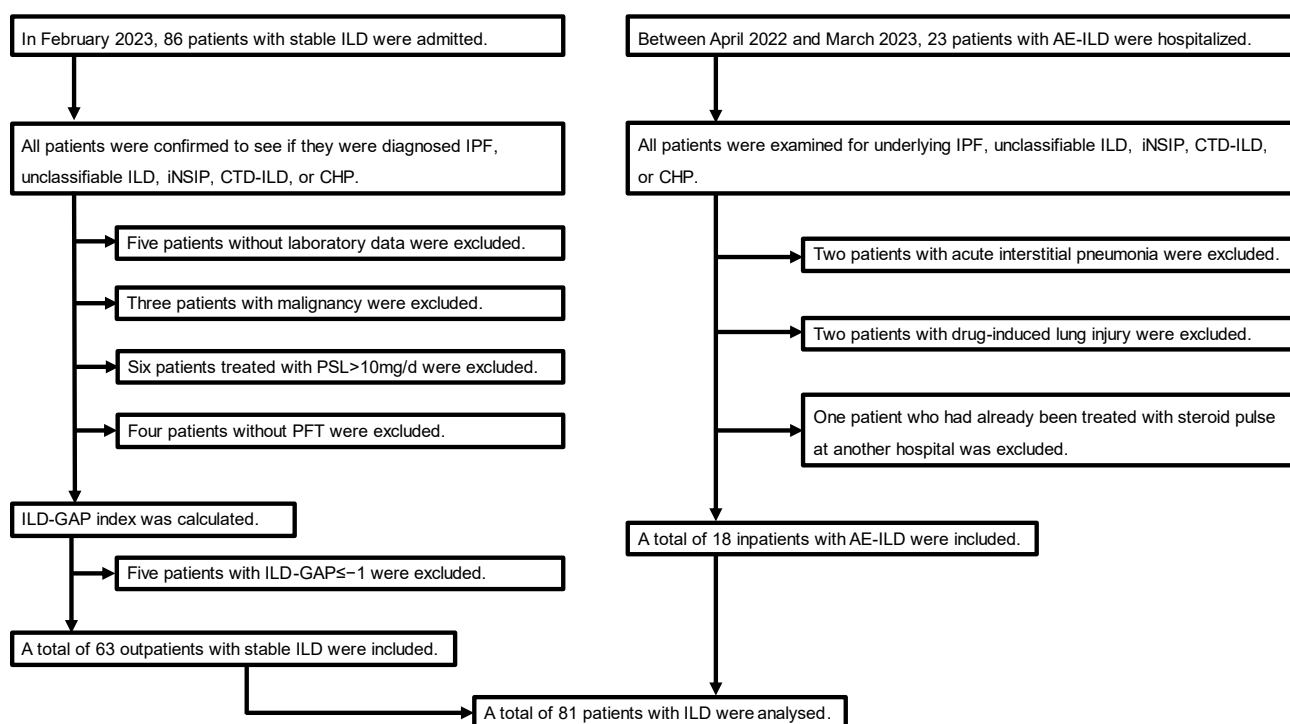 In February 2023, 86 patients with stable ILD were admitted.
All patients were confirmed to see if they were diagnosed IPF,
unclassifiable ILD, iNSIP, CTD-ILD, or CHP.
Five patients without laboratory data were excluded.
Three patients with malignancy were excluded.
Six patients treated with PSL>10mg/d were excluded.
Four patients without PFT were excluded.
ILD-GAP index was calculated.
Five patients with ILD-GAP≤−1 were excluded.
A total of 63 outpatients with stable ILD were included.
Between April 2022 and March 2023, 23 patients with AE-ILD were hospitalized.
All patients were examined for underlying IPF, unclassifiable ILD, iNSIP, CTD-ILD,
or CHP.
Two patients with acute interstitial pneumonia were excluded.
Two patients with drug-induced lung injury were excluded.
One patient who had already been treated with steroid pulse
at another hospital was excluded.
A total of 18 inpatients with AE-ILD were included.
A total of 81 patients with ILD were analysed.